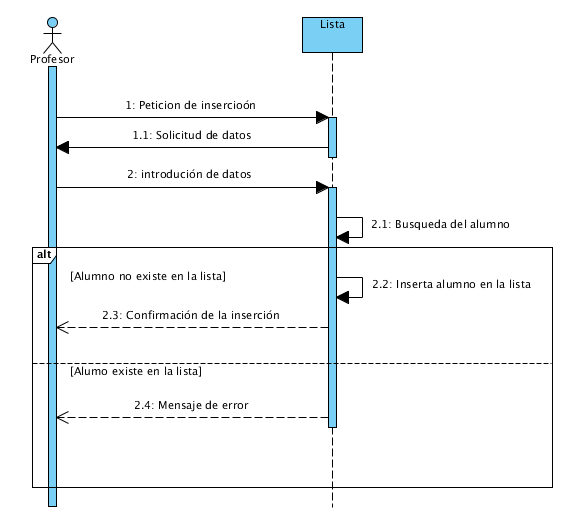 Lista
Profesor
1: Peticion de insercioón
1.1: Solicitud de datos
2: introdución de datos
2.1: Busqueda del alumno
alt
[Alumno no existe en la lista]
2.2: Inserta alumno en la lista
2.3: Confirmación de la inserción
[Alumo existe en la lista]
2.4: Mensaje de error